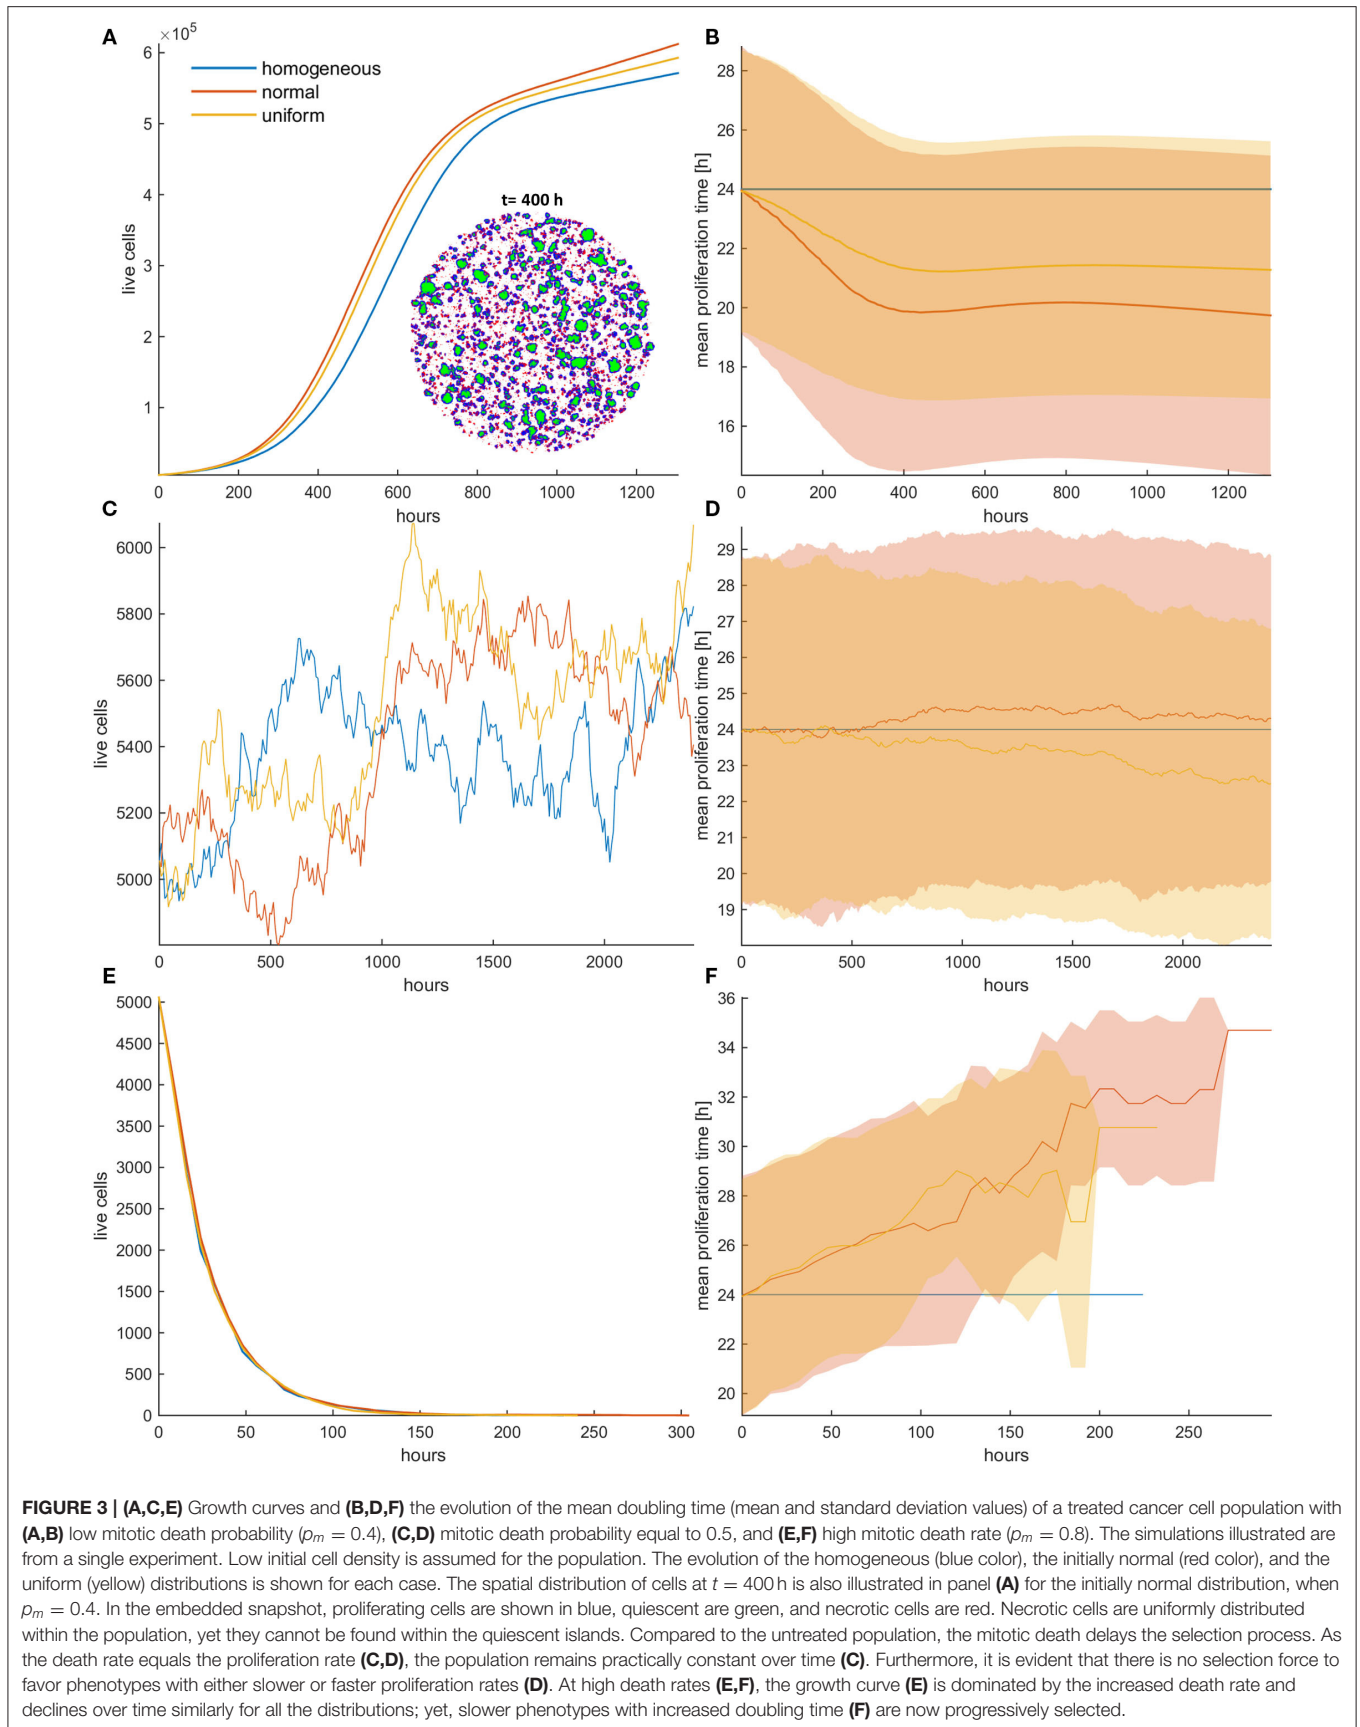 A
×10⁵
6
5
4
3
2
1
live cells
homogeneous
normal
uniform
t= 400 h
0 200 400 600 800 1000 1200
hours
B
28
26
24
22
20
18
16
mean proliferation time [h]
0 200 400 600 800 1000 1200
hours
C
6000
5800
5600
5400
5200
5000
live cells
0 500 1000 1500 2000
hours
D
29
28
27
26
25
24
23
22
21
20
19
mean proliferation time [h]
0 500 1000 1500 2000
hours
E
5000
4500
4000
3500
3000
2500
2000
1500
1000
500
0
live cells
0 50 100 150 200 250 300
hours
F
36
34
32
30
28
26
24
22
20
mean proliferation time [h]
0 50 100 150 200 250
hours
FIGURE 3 | (A,C,E) Growth curves and (B,D,F) the evolution of the mean doubling time (mean and standard deviation values) of a treated cancer cell population with
(A,B) low mitotic death probability (pₘ = 0.4), (C,D) mitotic death probability equal to 0.5, and (E,F) high mitotic death rate (pₘ = 0.8). The simulations illustrated are
from a single experiment. Low initial cell density is assumed for the population. The evolution of the homogeneous (blue color), the initially normal (red color), and the
uniform (yellow) distributions is shown for each case. The spatial distribution of cells at t = 400 h is also illustrated in panel (A) for the initially normal distribution, when
pₘ = 0.4. In the embedded snapshot, proliferating cells are shown in blue, quiescent are green, and necrotic cells are red. Necrotic cells are uniformly distributed
within the population, yet they cannot be found within the quiescent islands. Compared to the untreated population, the mitotic death delays the selection process. As
the death rate equals the proliferation rate (C,D), the population remains practically constant over time (C). Furthermore, it is evident that there is no selection force to
favor phenotypes with either slower or faster proliferation rates (D). At high death rates (E,F), the growth curve (E) is dominated by the increased death rate and
declines over time similarly for all the distributions; yet, slower phenotypes with increased doubling time (F) are now progressively selected.